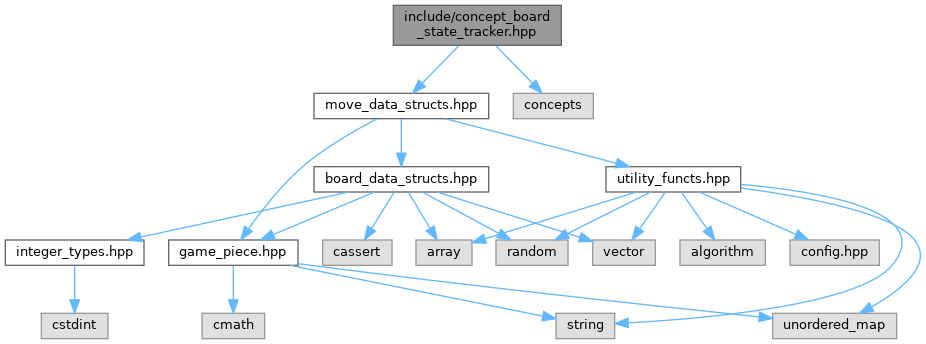 include/concept_board
_state_tracker.hpp
move_data_structs.hpp
concepts
board_data_structs.hpp
utility_functs.hpp
integer_types.hpp
game_piece.hpp
cassert
array
random
vector
algorithm
config.hpp
cstdint
cmath
string
unordered_map